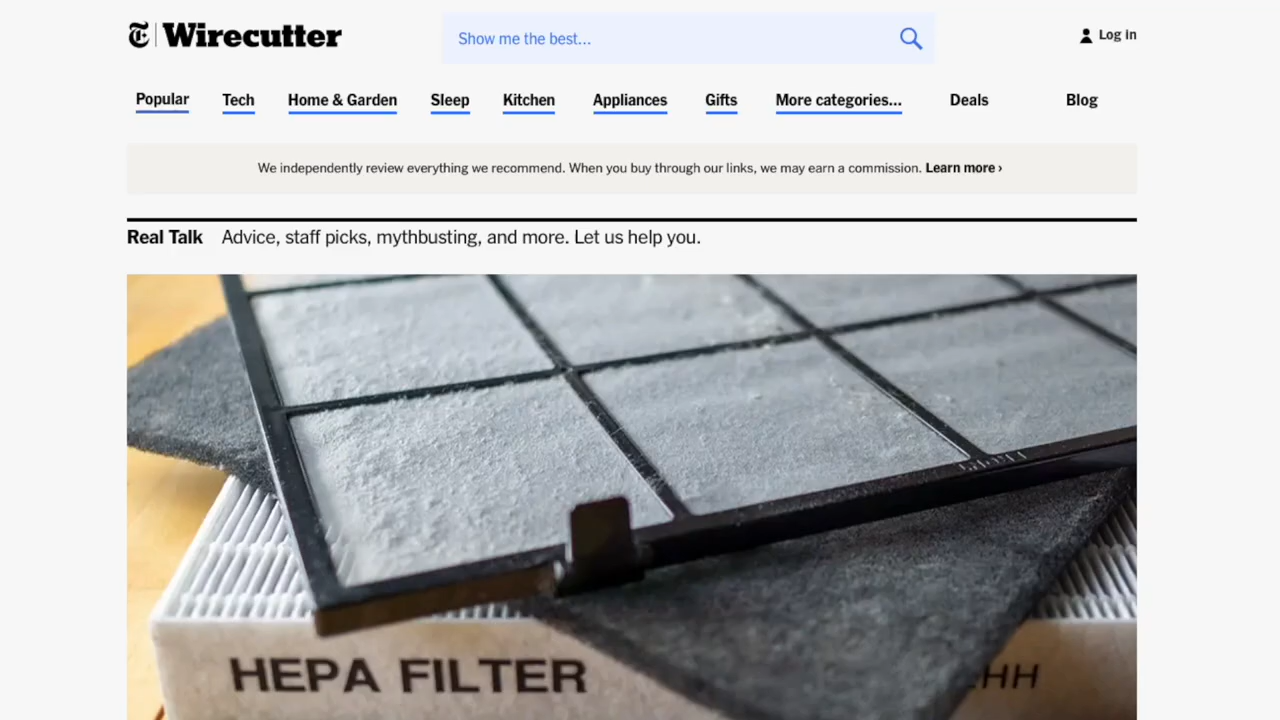 T Wirecutter
Show me the best...
Log in
Popular Tech Home & Garden Sleep Kitchen Appliances Gifts More categories... Deals Blog
We independently review everything we recommend. When you buy through our links, we may earn a commission. Learn more ›
Real Talk Advice, staff picks, mythbusting, and more. Let us help you.
HEPA FILTER
HH